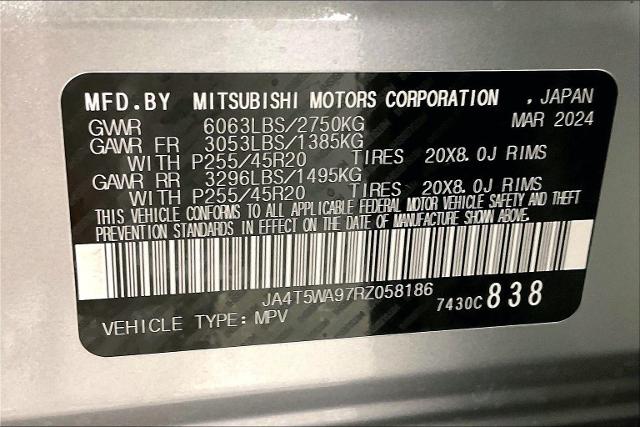 MFD.BY MITSUBISHI MOTORS CORPORATION , JAPAN
GVWR 6063LBS/2750KG MAR 2024
GAWR FR 3053LBS/1385KG
WITH P255/45R20 TIRES 20X8.0J RIMS
GAWR RR 3296LBS/1495KG
WITH P255/45R20 TIRES 20X8.0J RIMS
THIS VEHICLE CONFORMS TO ALL APPLICABLE FEDERAL MOTOR VEHICLE SAFETY AND THEFT
PREVENTION STANDARDS IN EFFECT ON THE DATE OF MANUFACTURE SHOWN ABOVE.
JA4T5WA97RZ058186
VEHICLE TYPE: MPV 7430C 838